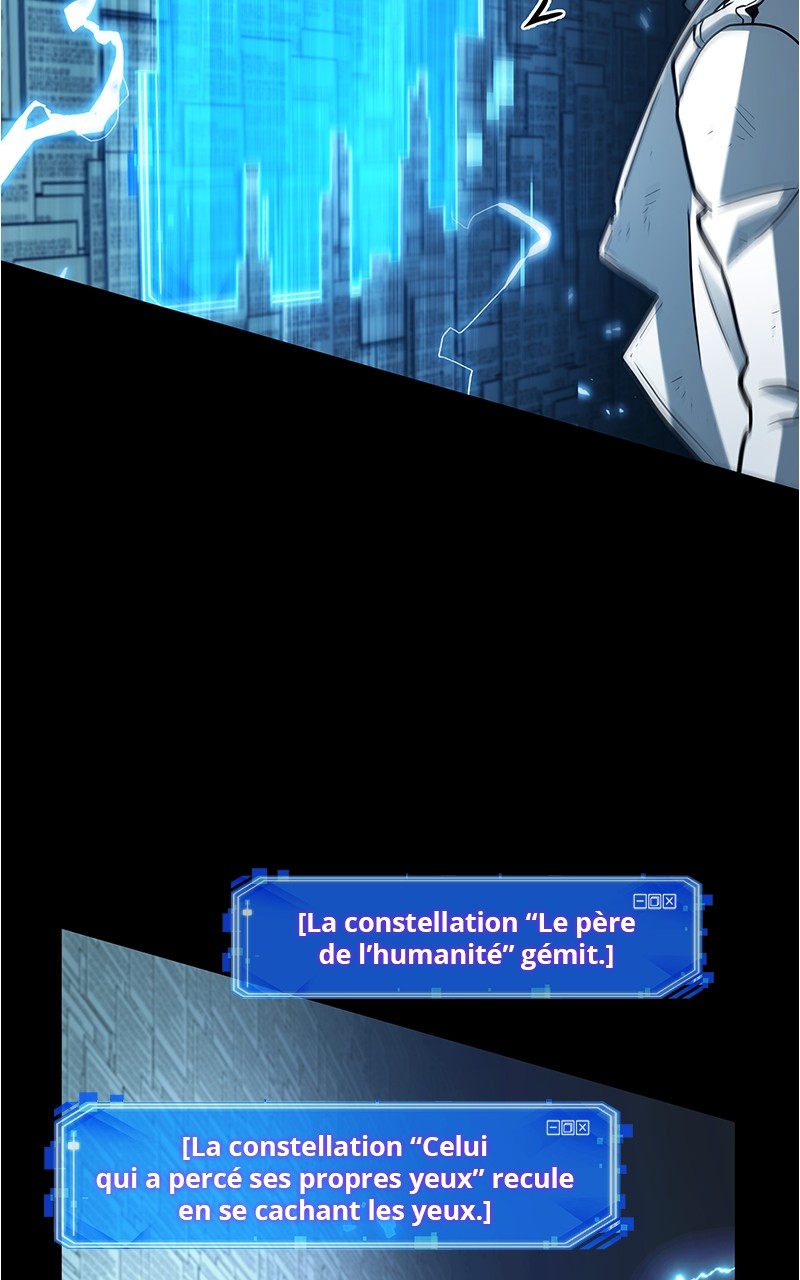 [La constellation “Le père
de l’humanité” gémit.]
[La constellation “Celui
qui a percé ses propres yeux” recule
en se cachant les yeux.]